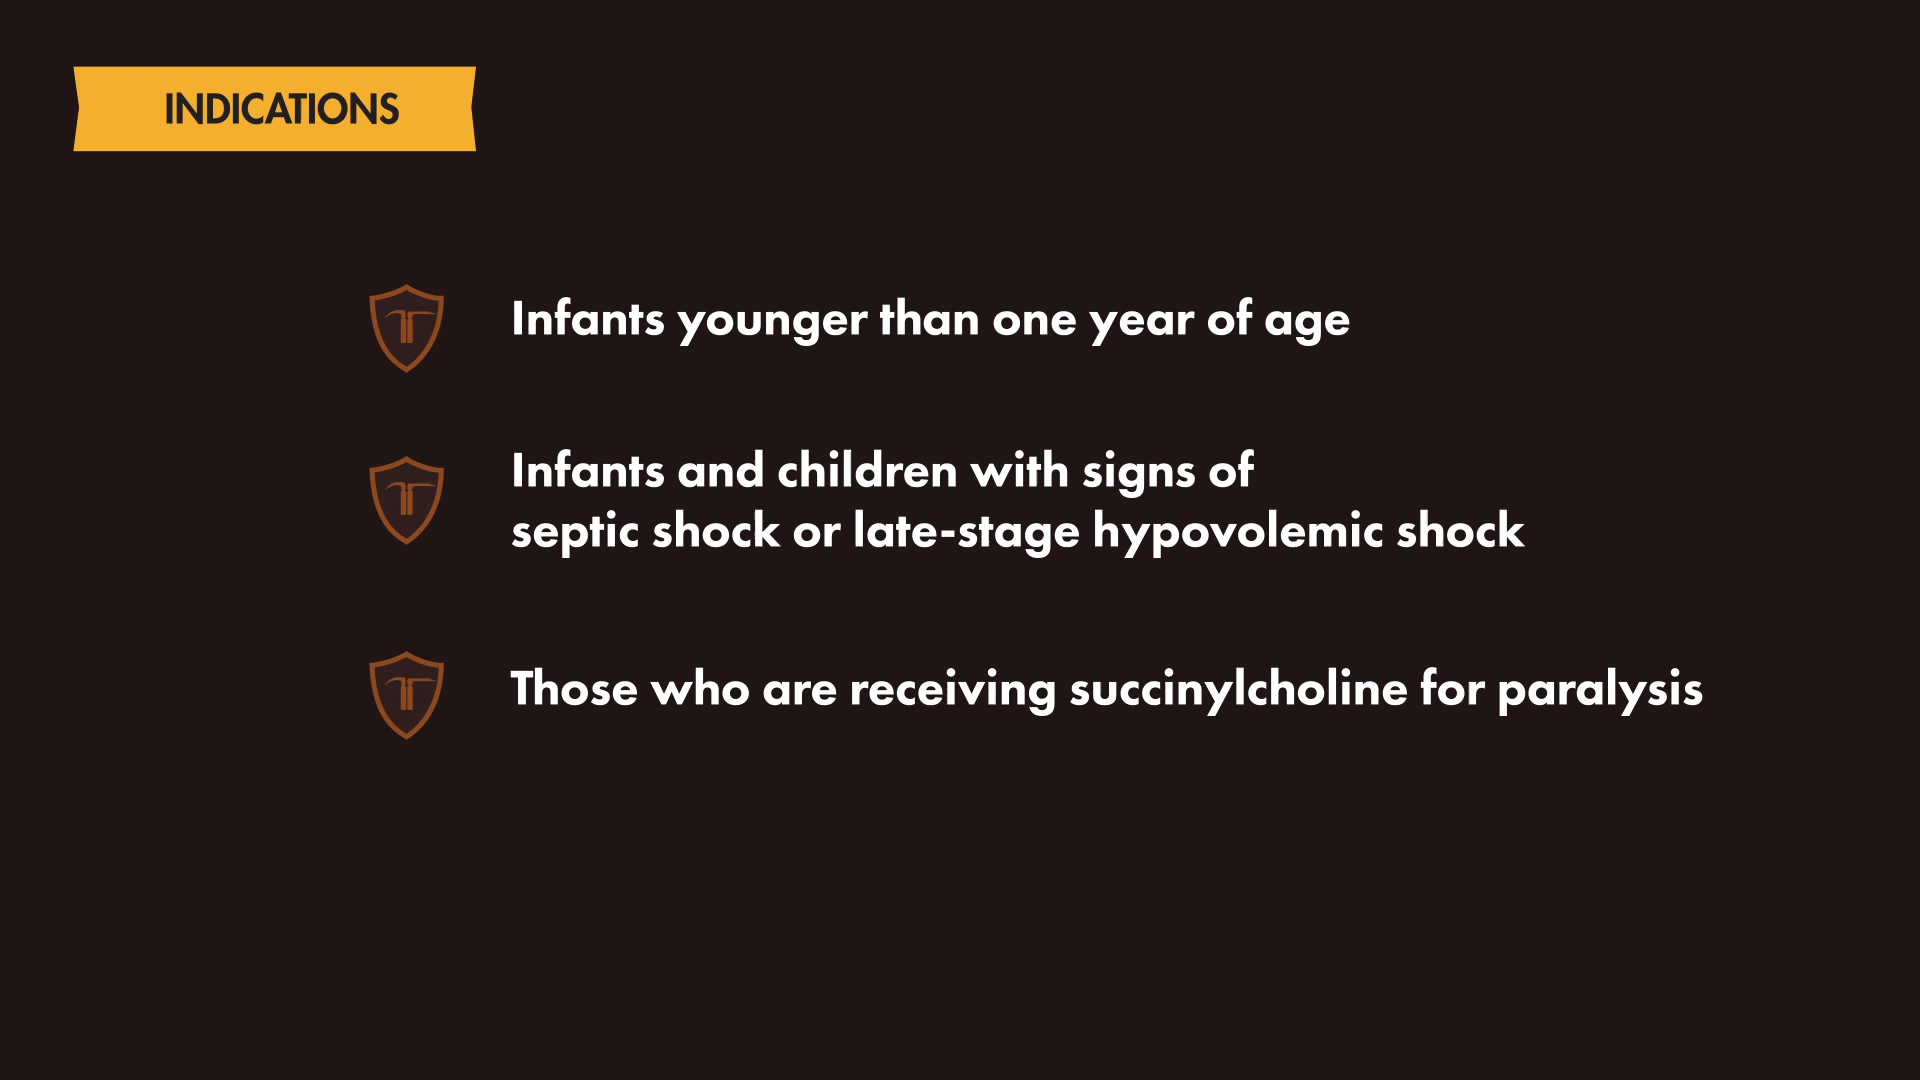 INDICATIONS
Infants younger than one year of age
Infants and children with signs of
septic shock or late-stage hypovolemic shock
Those who are receiving succinylcholine for paralysis